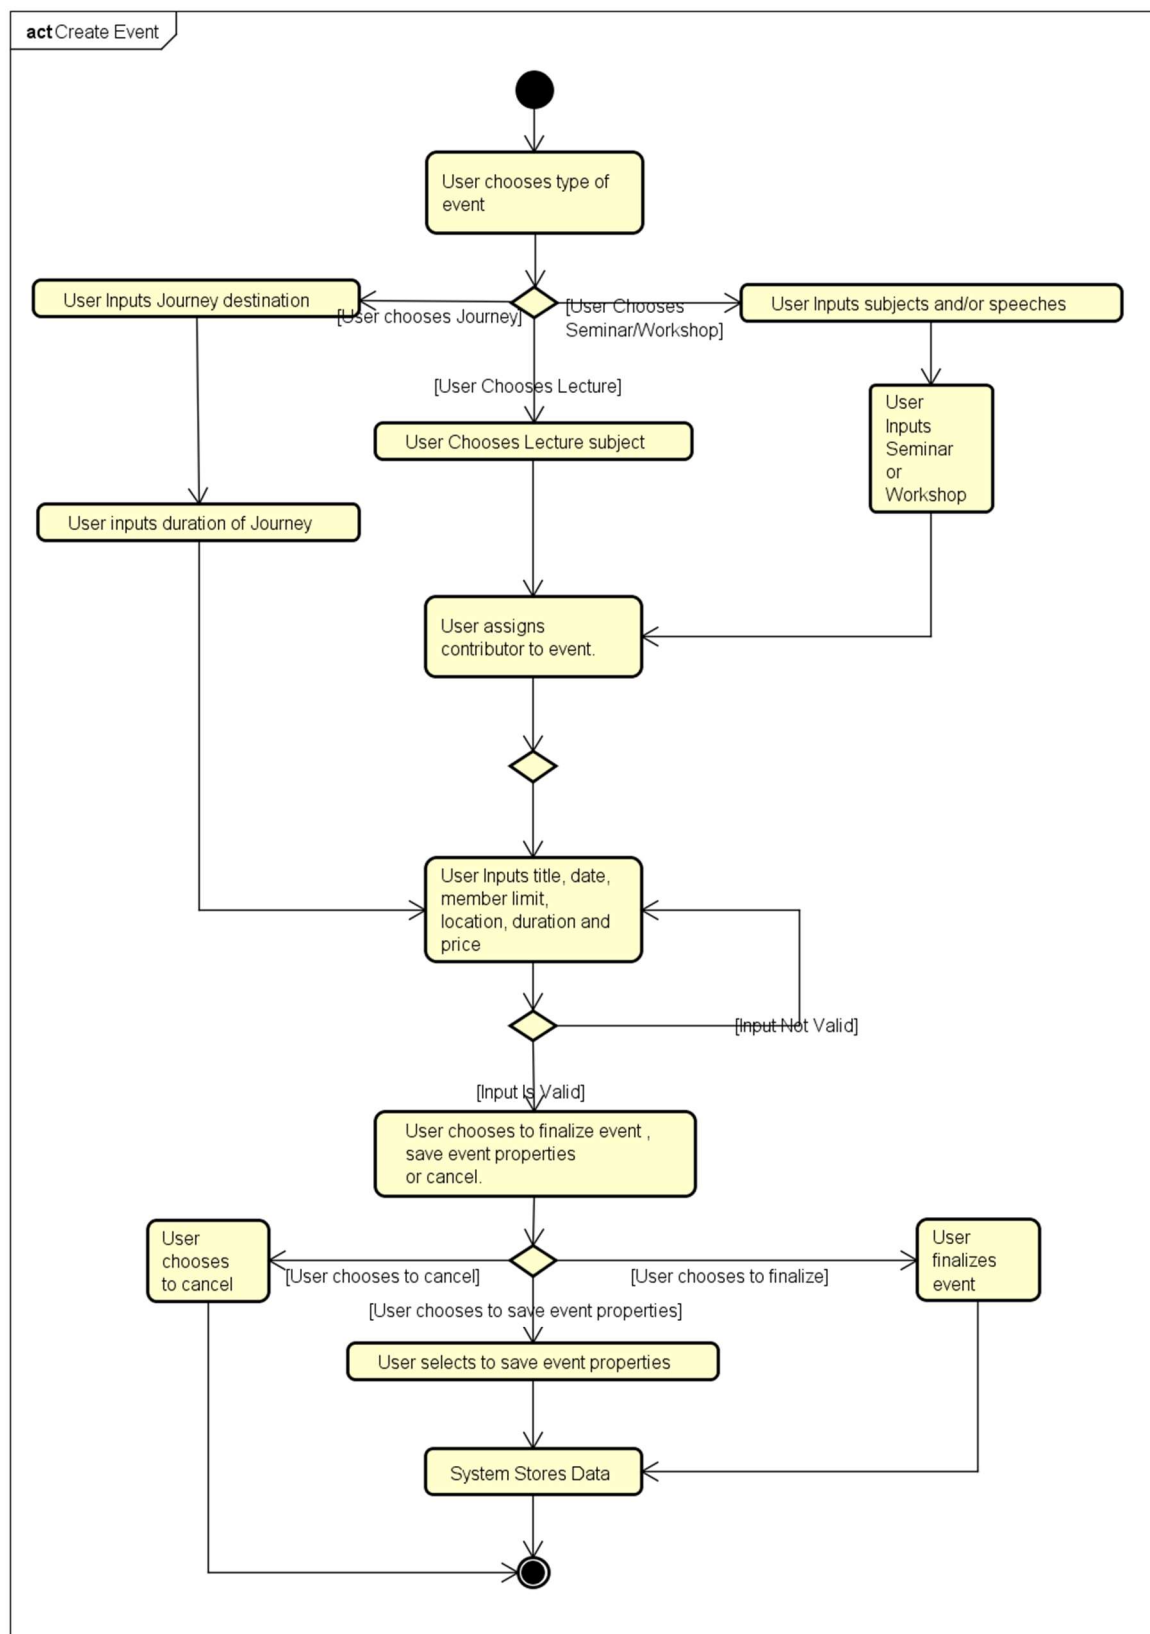 act Create Event
User chooses type of
event
User Inputs Journey destination
[User chooses Journey]
[User Chooses
Seminar/Workshop]
User Inputs subjects and/or speeches
[User Chooses Lecture]
User Chooses Lecture subject
User
Inputs
Seminar
or
Workshop
User inputs duration of Journey
User assigns
contributor to event.
User Inputs title, date,
member limit,
location, duration and
price
[Input Not Valid]
[Input Is Valid]
User chooses to finalize event ,
save event properties
or cancel.
User
chooses
to cancel
[User chooses to cancel]
[User chooses to finalize]
User
finalizes
event
[User chooses to save event properties]
User selects to save event properties
System Stores Data